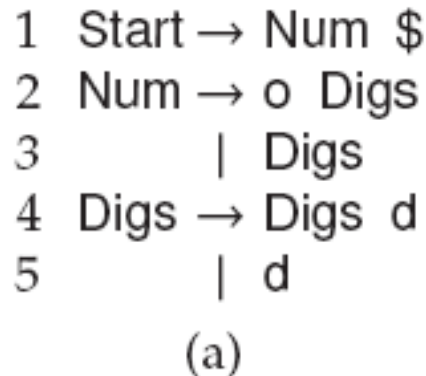 1 Start → Num $
2 Num → o Digs
3 | Digs
4 Digs → Digs d
5 | d
(a)